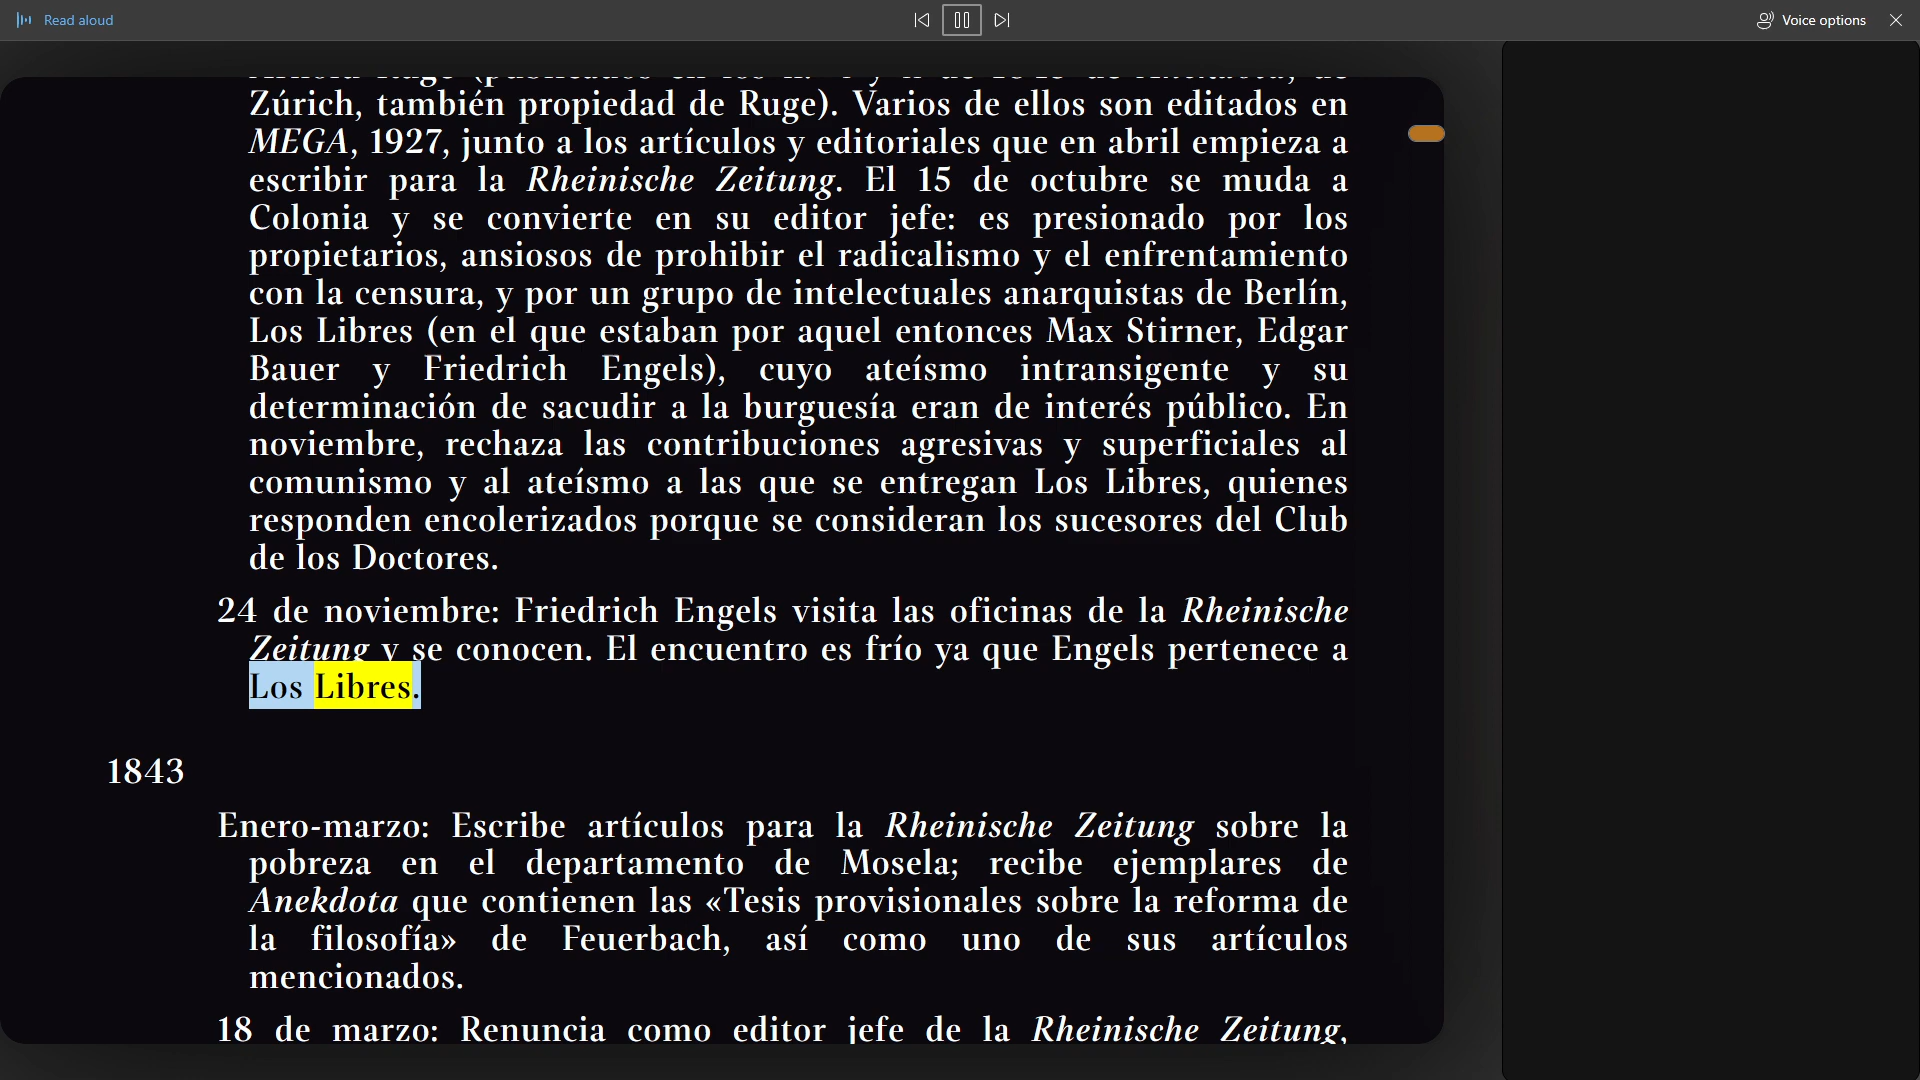 Read aloud
Voice options
Zúrich, también propiedad de Ruge). Varios de ellos son editados en
MEGA, 1927, junto a los artículos y editoriales que en abril empieza a
escribir para la Rheinische Zeitung. El 15 de octubre se muda a
Colonia y se convierte en su editor jefe: es presionado por los
propietarios, ansiosos de prohibir el radicalismo y el enfrentamiento
con la censura, y por un grupo de intelectuales anarquistas de Berlín,
Los Libres (en el que estaban por aquel entonces Max Stirner, Edgar
Bauer y Friedrich Engels), cuyo ateísmo intransigente y su
determinación de sacudir a la burguesía eran de interés público. En
noviembre, rechaza las contribuciones agresivas y superficiales al
comunismo y al ateísmo a las que se entregan Los Libres, quienes
responden encolerizados porque se consideran los sucesores del Club
de los Doctores.
24 de noviembre: Friedrich Engels visita las oficinas de la Rheinische
Zeitung y se conocen. El encuentro es frío ya que Engels pertenece a
Los Libres.
1843
Enero-marzo: Escribe artículos para la Rheinische Zeitung sobre la
pobreza en el departamento de Mosela; recibe ejemplares de
Anekdota que contienen las «Tesis provisionales sobre la reforma de
la filosofía» de Feuerbach, así como uno de sus artículos
mencionados.
18 de marzo: Renuncia como editor jefe de la Rheinische Zeitung,